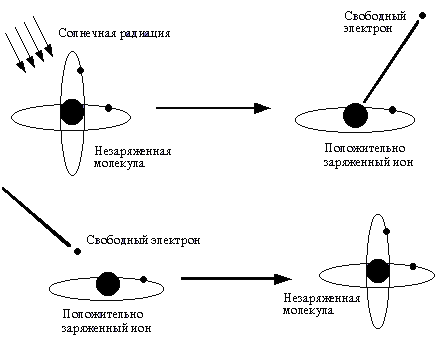 Солнечная радиация
Свободный
электрон
Незаряженная
молекула
Положительно
заряженный ион
Свободный электрон
Положительно
заряженный ион
Незаряженная
молекула